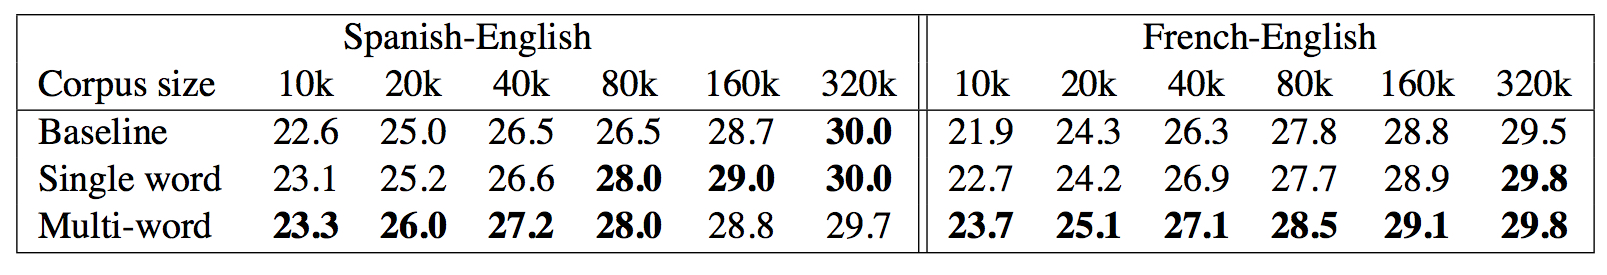 Spanish-English French-English
Corpus size 10k 20k 40k 80k 160k 320k 10k 20k 40k 80k 160k 320k
Baseline 22.6 25.0 26.5 26.5 28.7 30.0 21.9 24.3 26.3 27.8 28.8 29.5
Single word 23.1 25.2 26.6 28.0 29.0 30.0 22.7 24.2 26.9 27.7 28.9 29.8
Multi-word 23.3 26.0 27.2 28.0 28.8 29.7 23.7 25.1 27.1 28.5 29.1 29.8